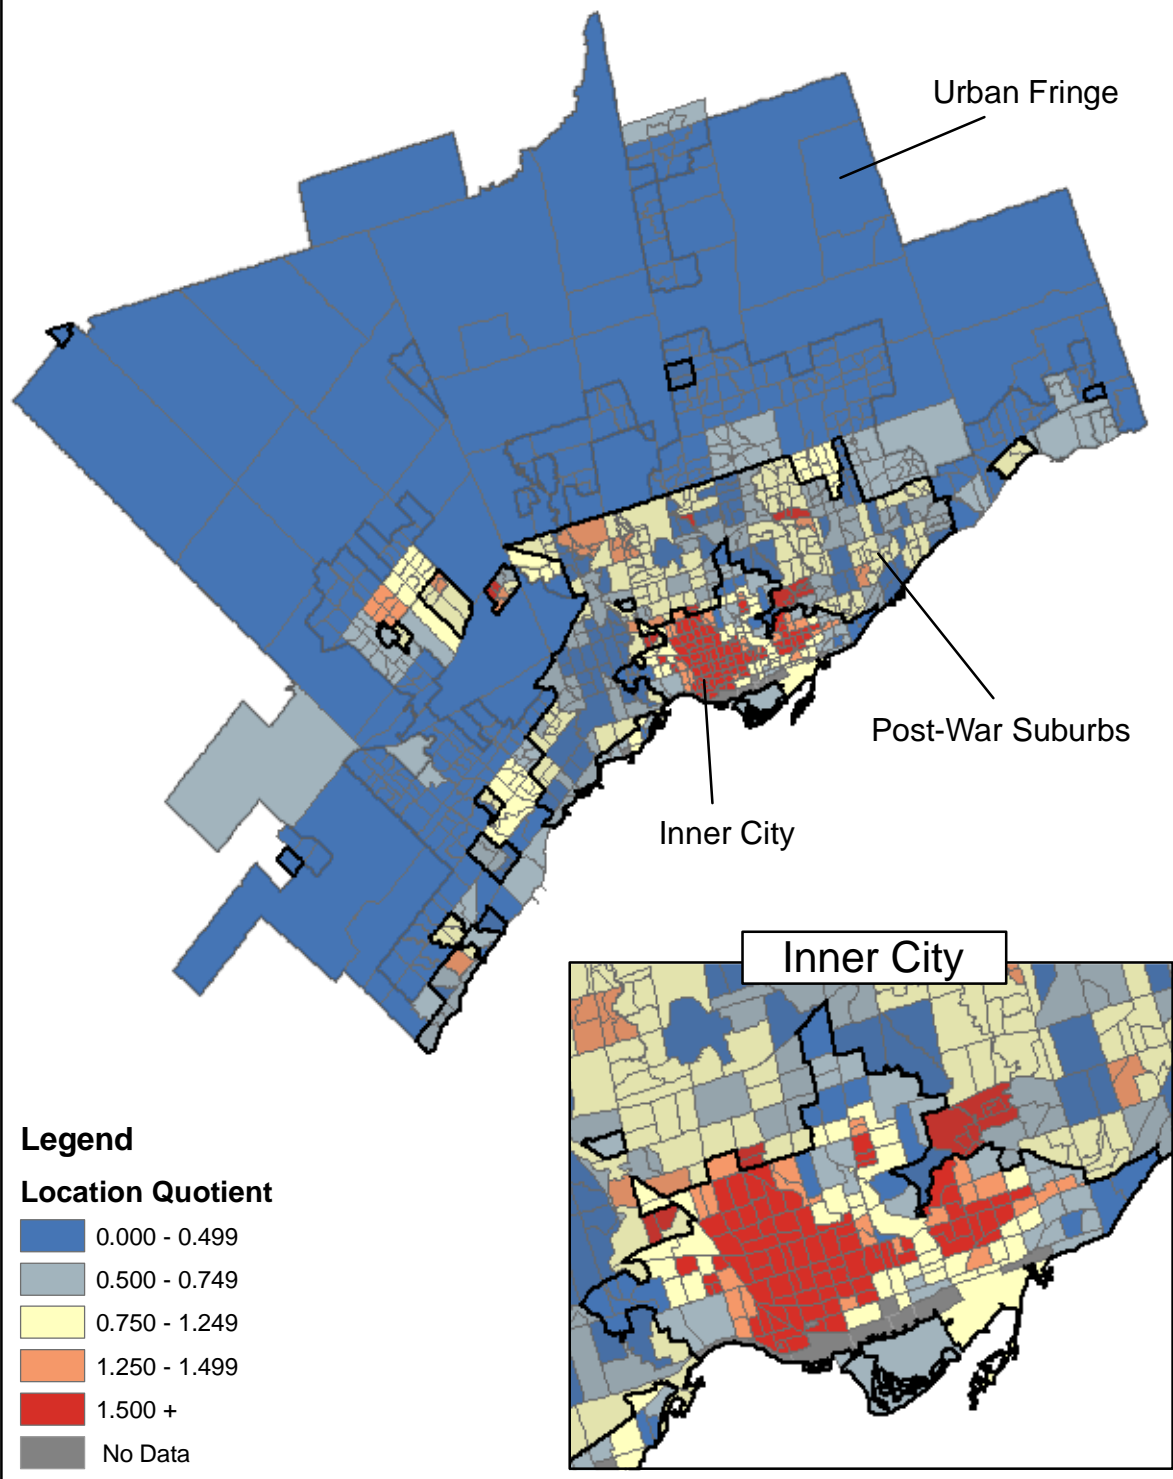 Urban Fringe
Post-War Suburbs
Inner City
Inner City
Legend
Location Quotient
0.000 - 0.499
0.500 - 0.749
0.750 - 1.249
1.250 - 1.499
1.500 +
No Data